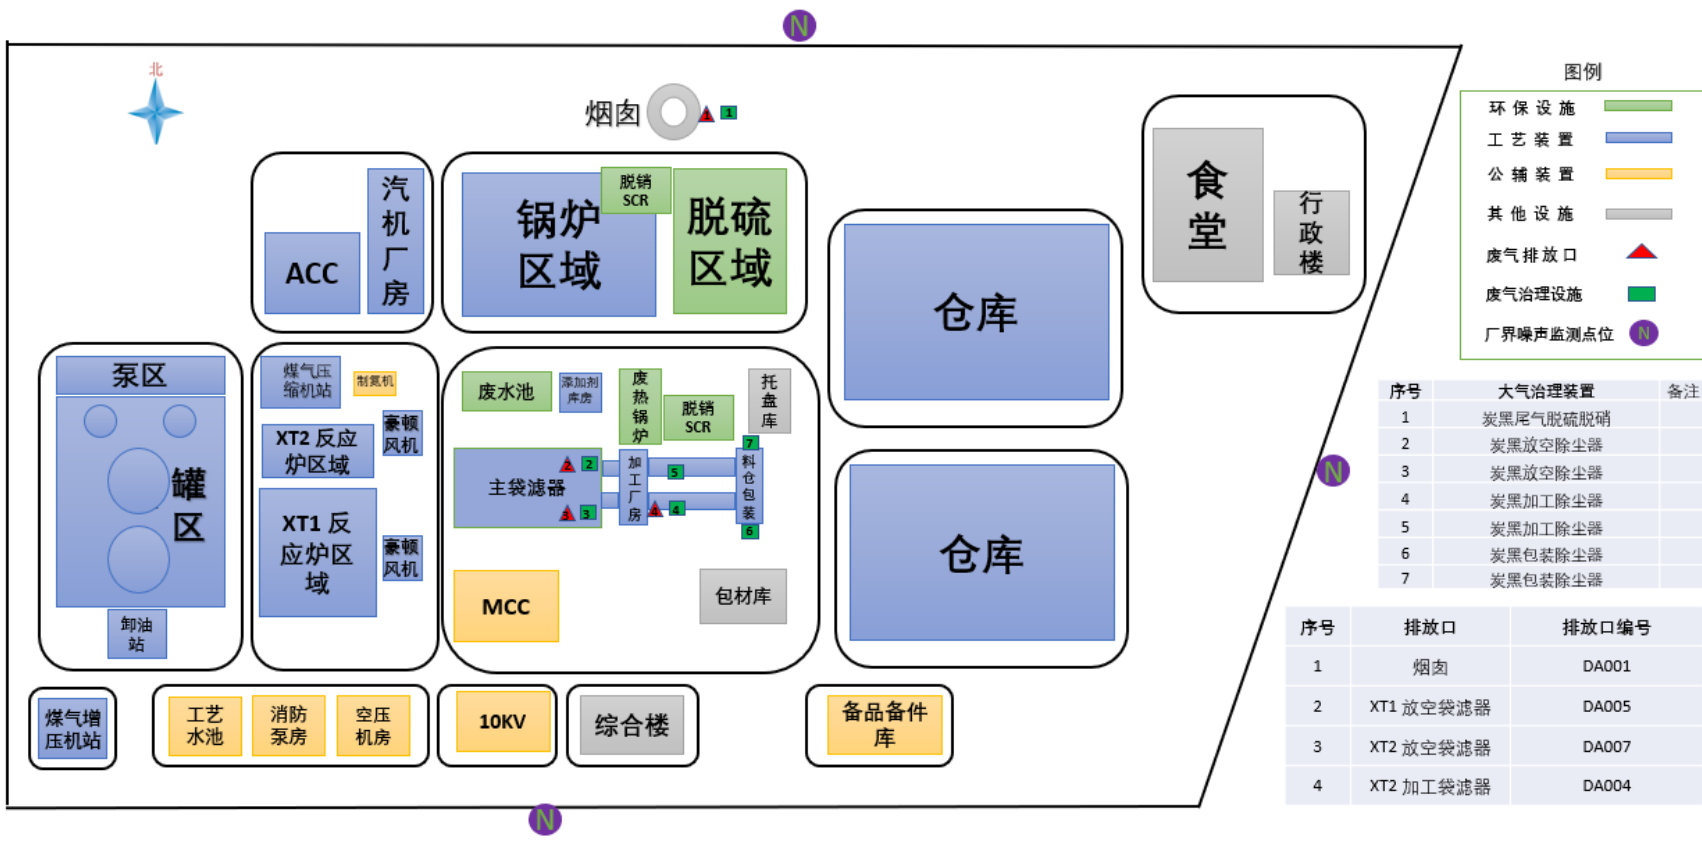 N
北
烟囱
1
1
汽
机
厂
房
ACC
锅炉
区域
脱销
SCR
脱硫
区域
仓库
食
堂
行
政
楼
泵区
罐
区
卸油
站
煤气压
缩机站
制氮机
XT2 反应
炉区域
豪顿
风机
XT1 反
应炉区
域
豪顿
风机
废水池
添加剂
库房
废
热
锅
炉
脱销
SCR
托
盘
库
主袋滤器
2
2
3
3
加
工
厂
房
5
4
4
7
料
仓
包
装
6
MCC
包材库
仓库
N
煤气增
压机站
工艺
水池
消防
泵房
空压
机房
10KV
综合楼
备品备件
库
N
图例
环保设施
工艺装置
公辅装置
其他设施
废气排放口
废气治理设施
厂界噪声监测点位 N
序号 大气治理装置 备注
1 炭黑尾气脱硫脱硝
2 炭黑放空除尘器
3 炭黑放空除尘器
4 炭黑加工除尘器
5 炭黑加工除尘器
6 炭黑包装除尘器
7 炭黑包装除尘器
序号 排放口 排放口编号
1 烟囱 DA001
2 XT1 放空袋滤器 DA005
3 XT2 放空袋滤器 DA007
4 XT2 加工袋滤器 DA004